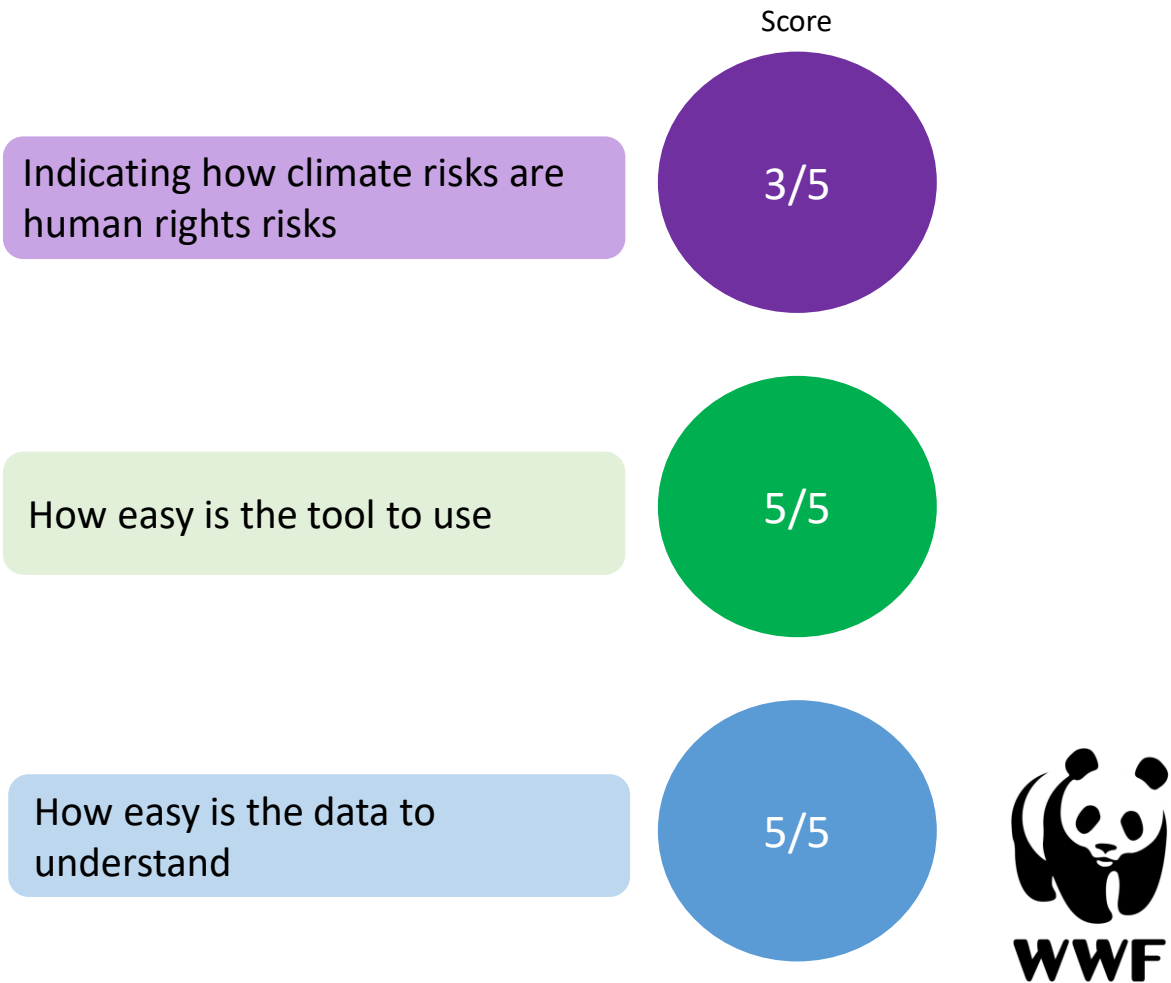 Score
Indicating how climate risks are
human rights risks
3/5
How easy is the tool to use
5/5
How easy is the data to
understand
5/5
WWF